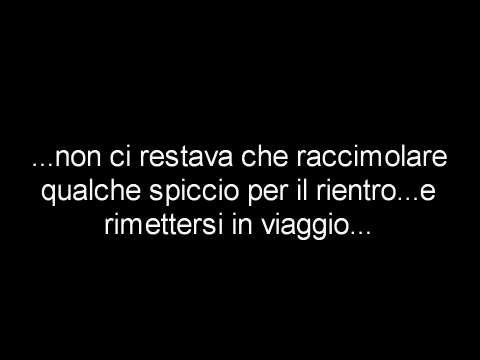 ...non ci restava che raccimolare
qualche spiccio per il rientro...e
rimettersi in viaggio...